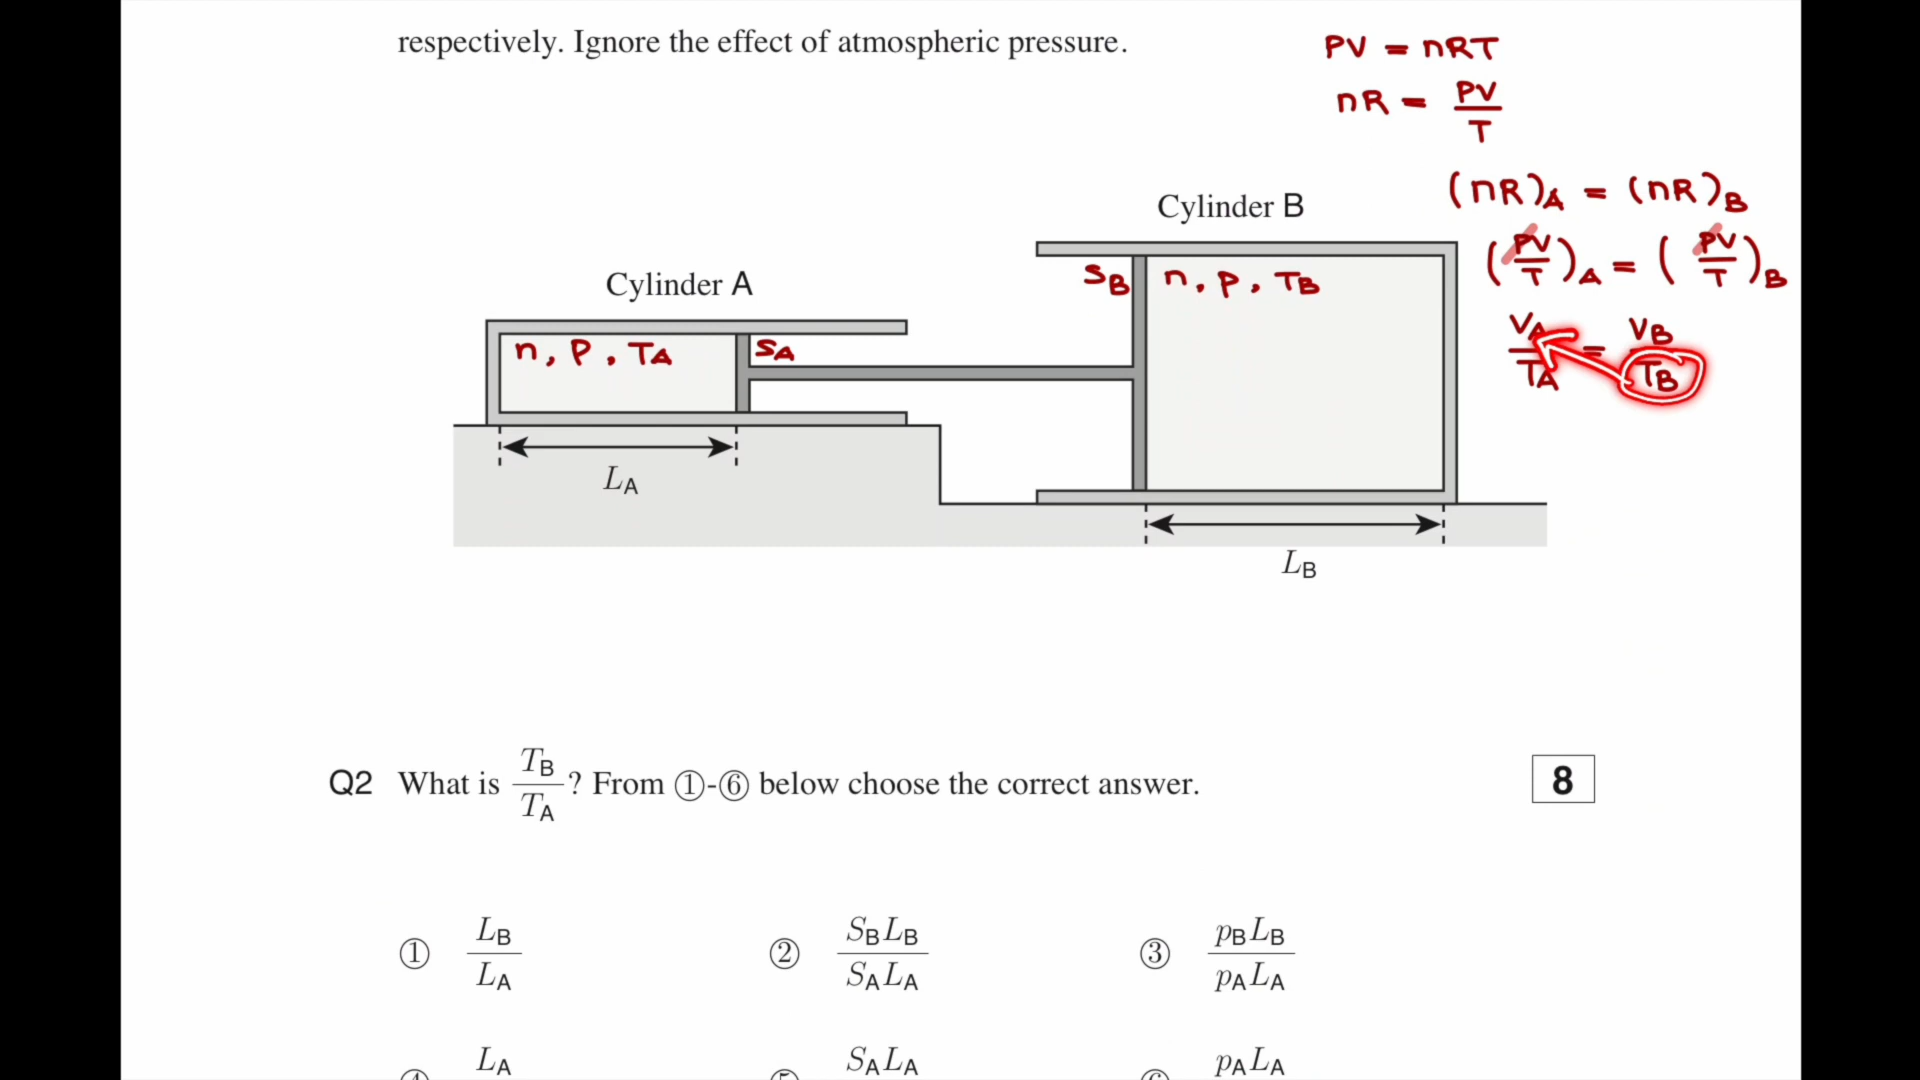 respectively. Ignore the effect of atmospheric pressure.
PV = nRT
nR = PV/T
(nR)A = (nR)B
(PV/T)A = (PV/T)B
VA/TA = VB/TB
Cylinder A
Cylinder B
n, P, TA
SA
SB
n, P, TB
LA
LB
Q2 What is TB/TA? From ①-⑥ below choose the correct answer.
8
① LB/LA ② SBLB/SALA ③ pBLB/pALA
LA SALA pALA